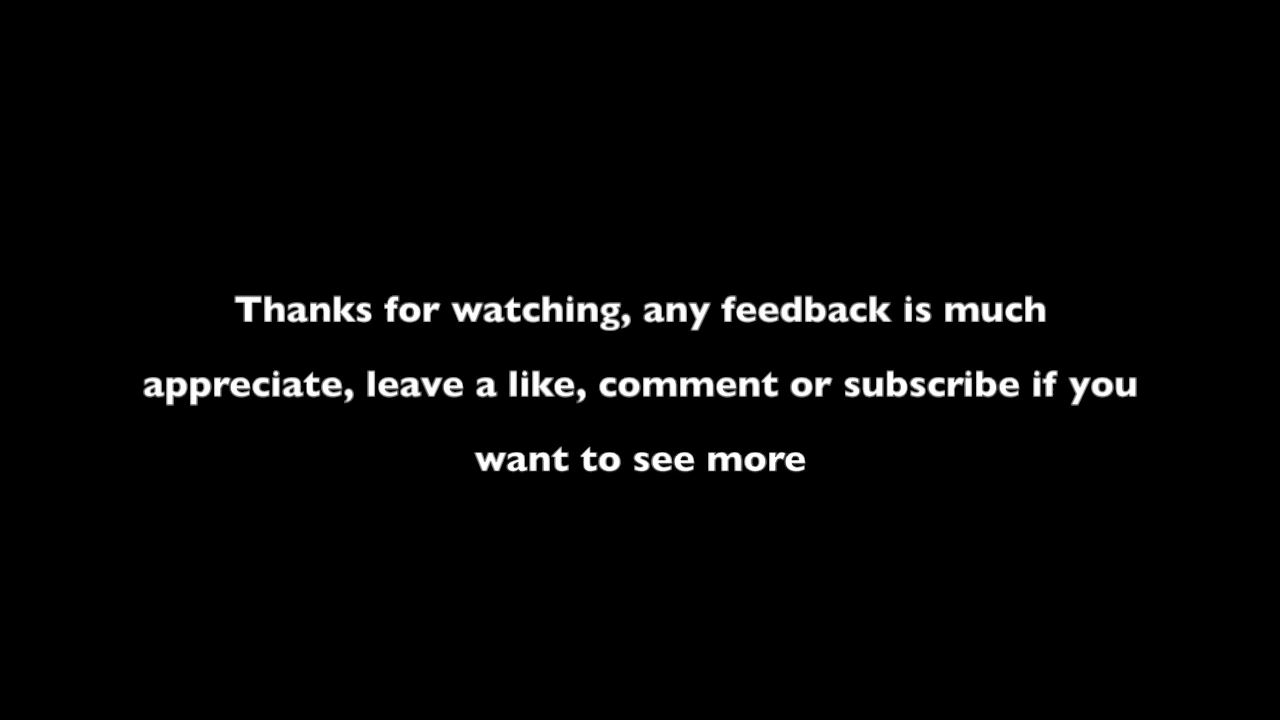 Thanks for watching, any feedback is much
appreciate, leave a like, comment or subscribe if you
want to see more